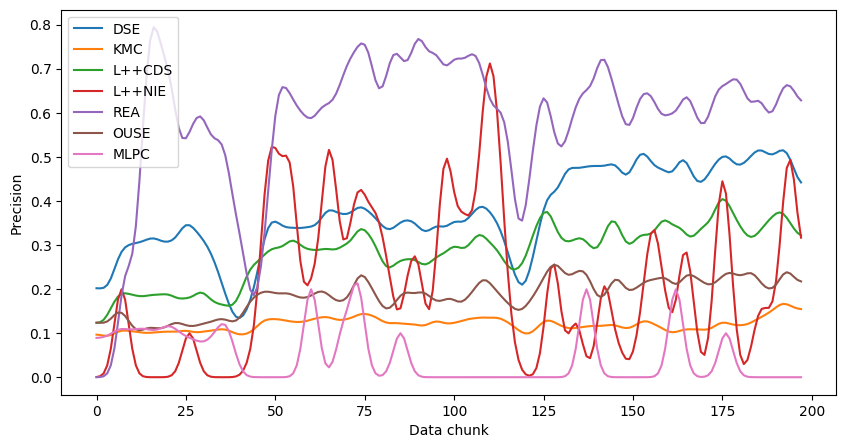 0.8
0.7
0.6
0.5
0.4
0.3
0.2
0.1
0.0
Precision
DSE
KMC
L++CDS
L++NIE
REA
OUSE
MLPC
0 25 50 75 100 125 150 175 200
Data chunk